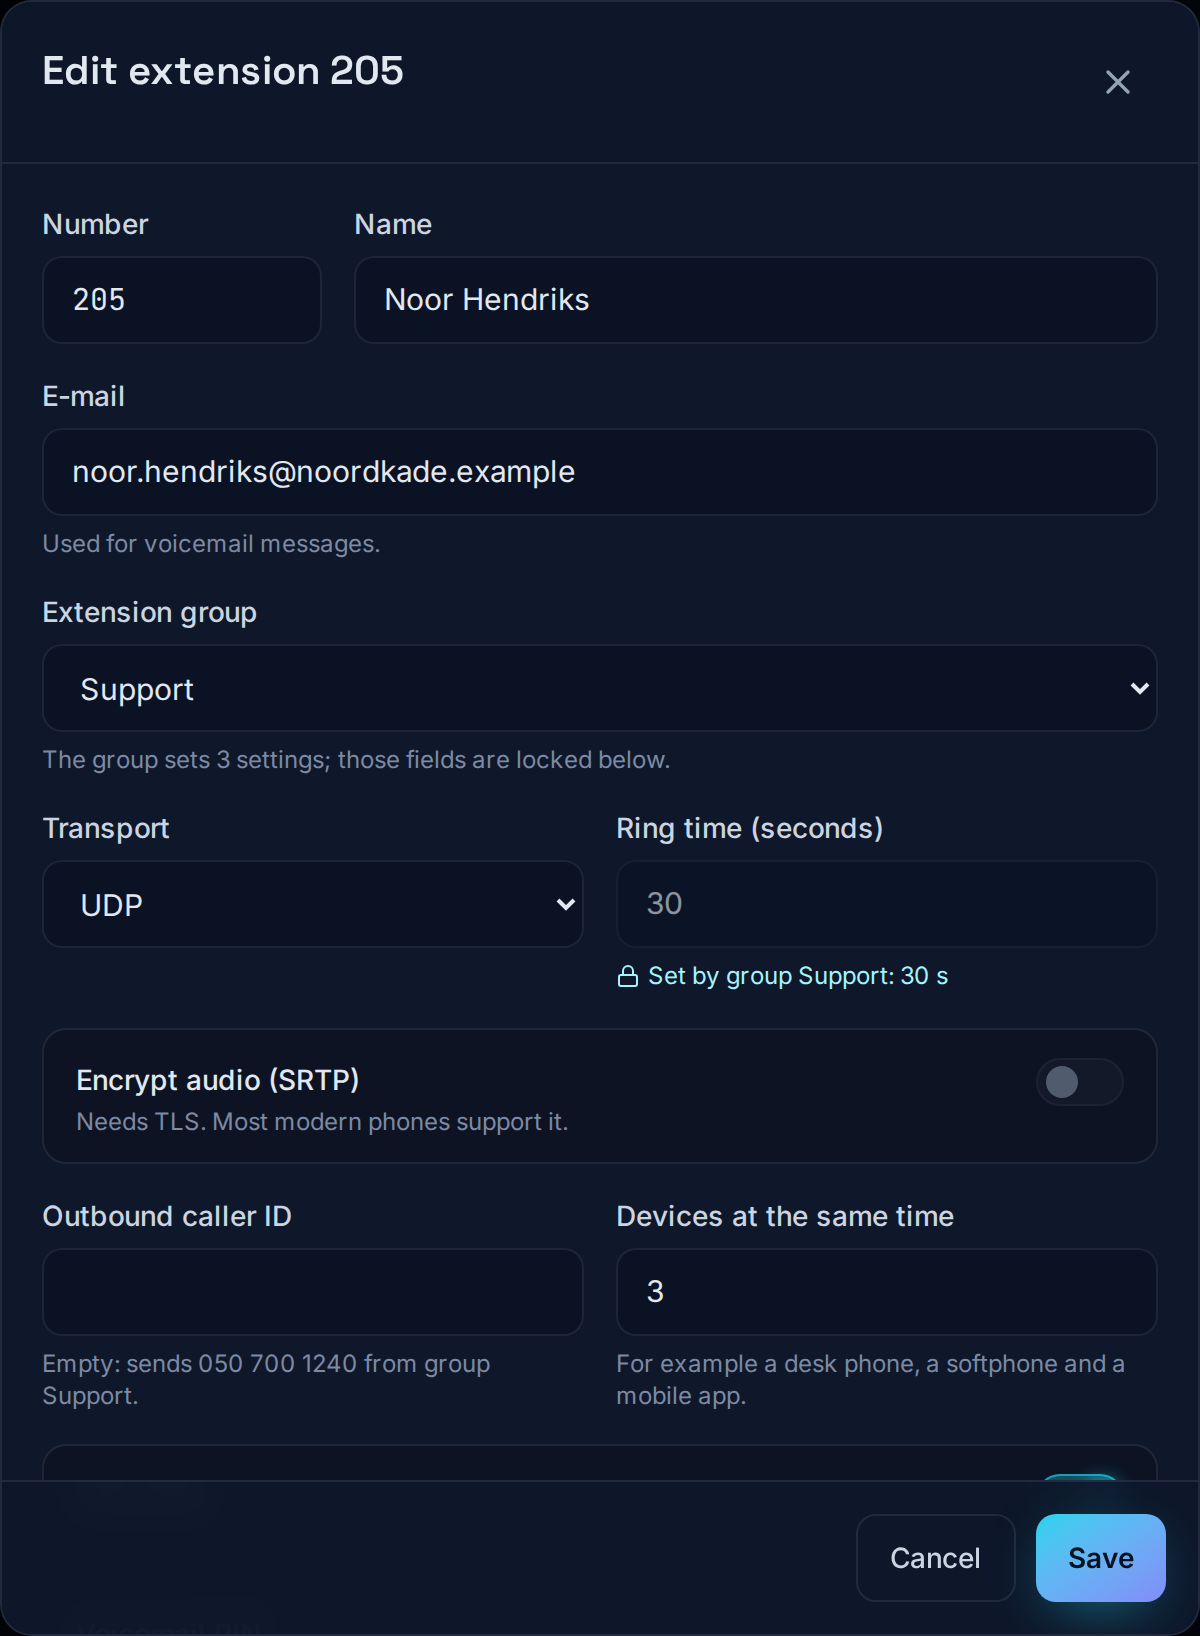 Edit extension 205
Number
Name
205
Noor Hendriks
E-mail
noor.hendriks@noordkade.example
Used for voicemail messages.
Extension group
Support
The group sets 3 settings; those fields are locked below.
Transport
Ring time (seconds)
UDP
30
Set by group Support: 30 s
Encrypt audio (SRTP)
Needs TLS. Most modern phones support it.
Outbound caller ID
Devices at the same time
3
Empty: sends 050 700 1240 from group
Support.
For example a desk phone, a softphone and a
mobile app.
Cancel
Save